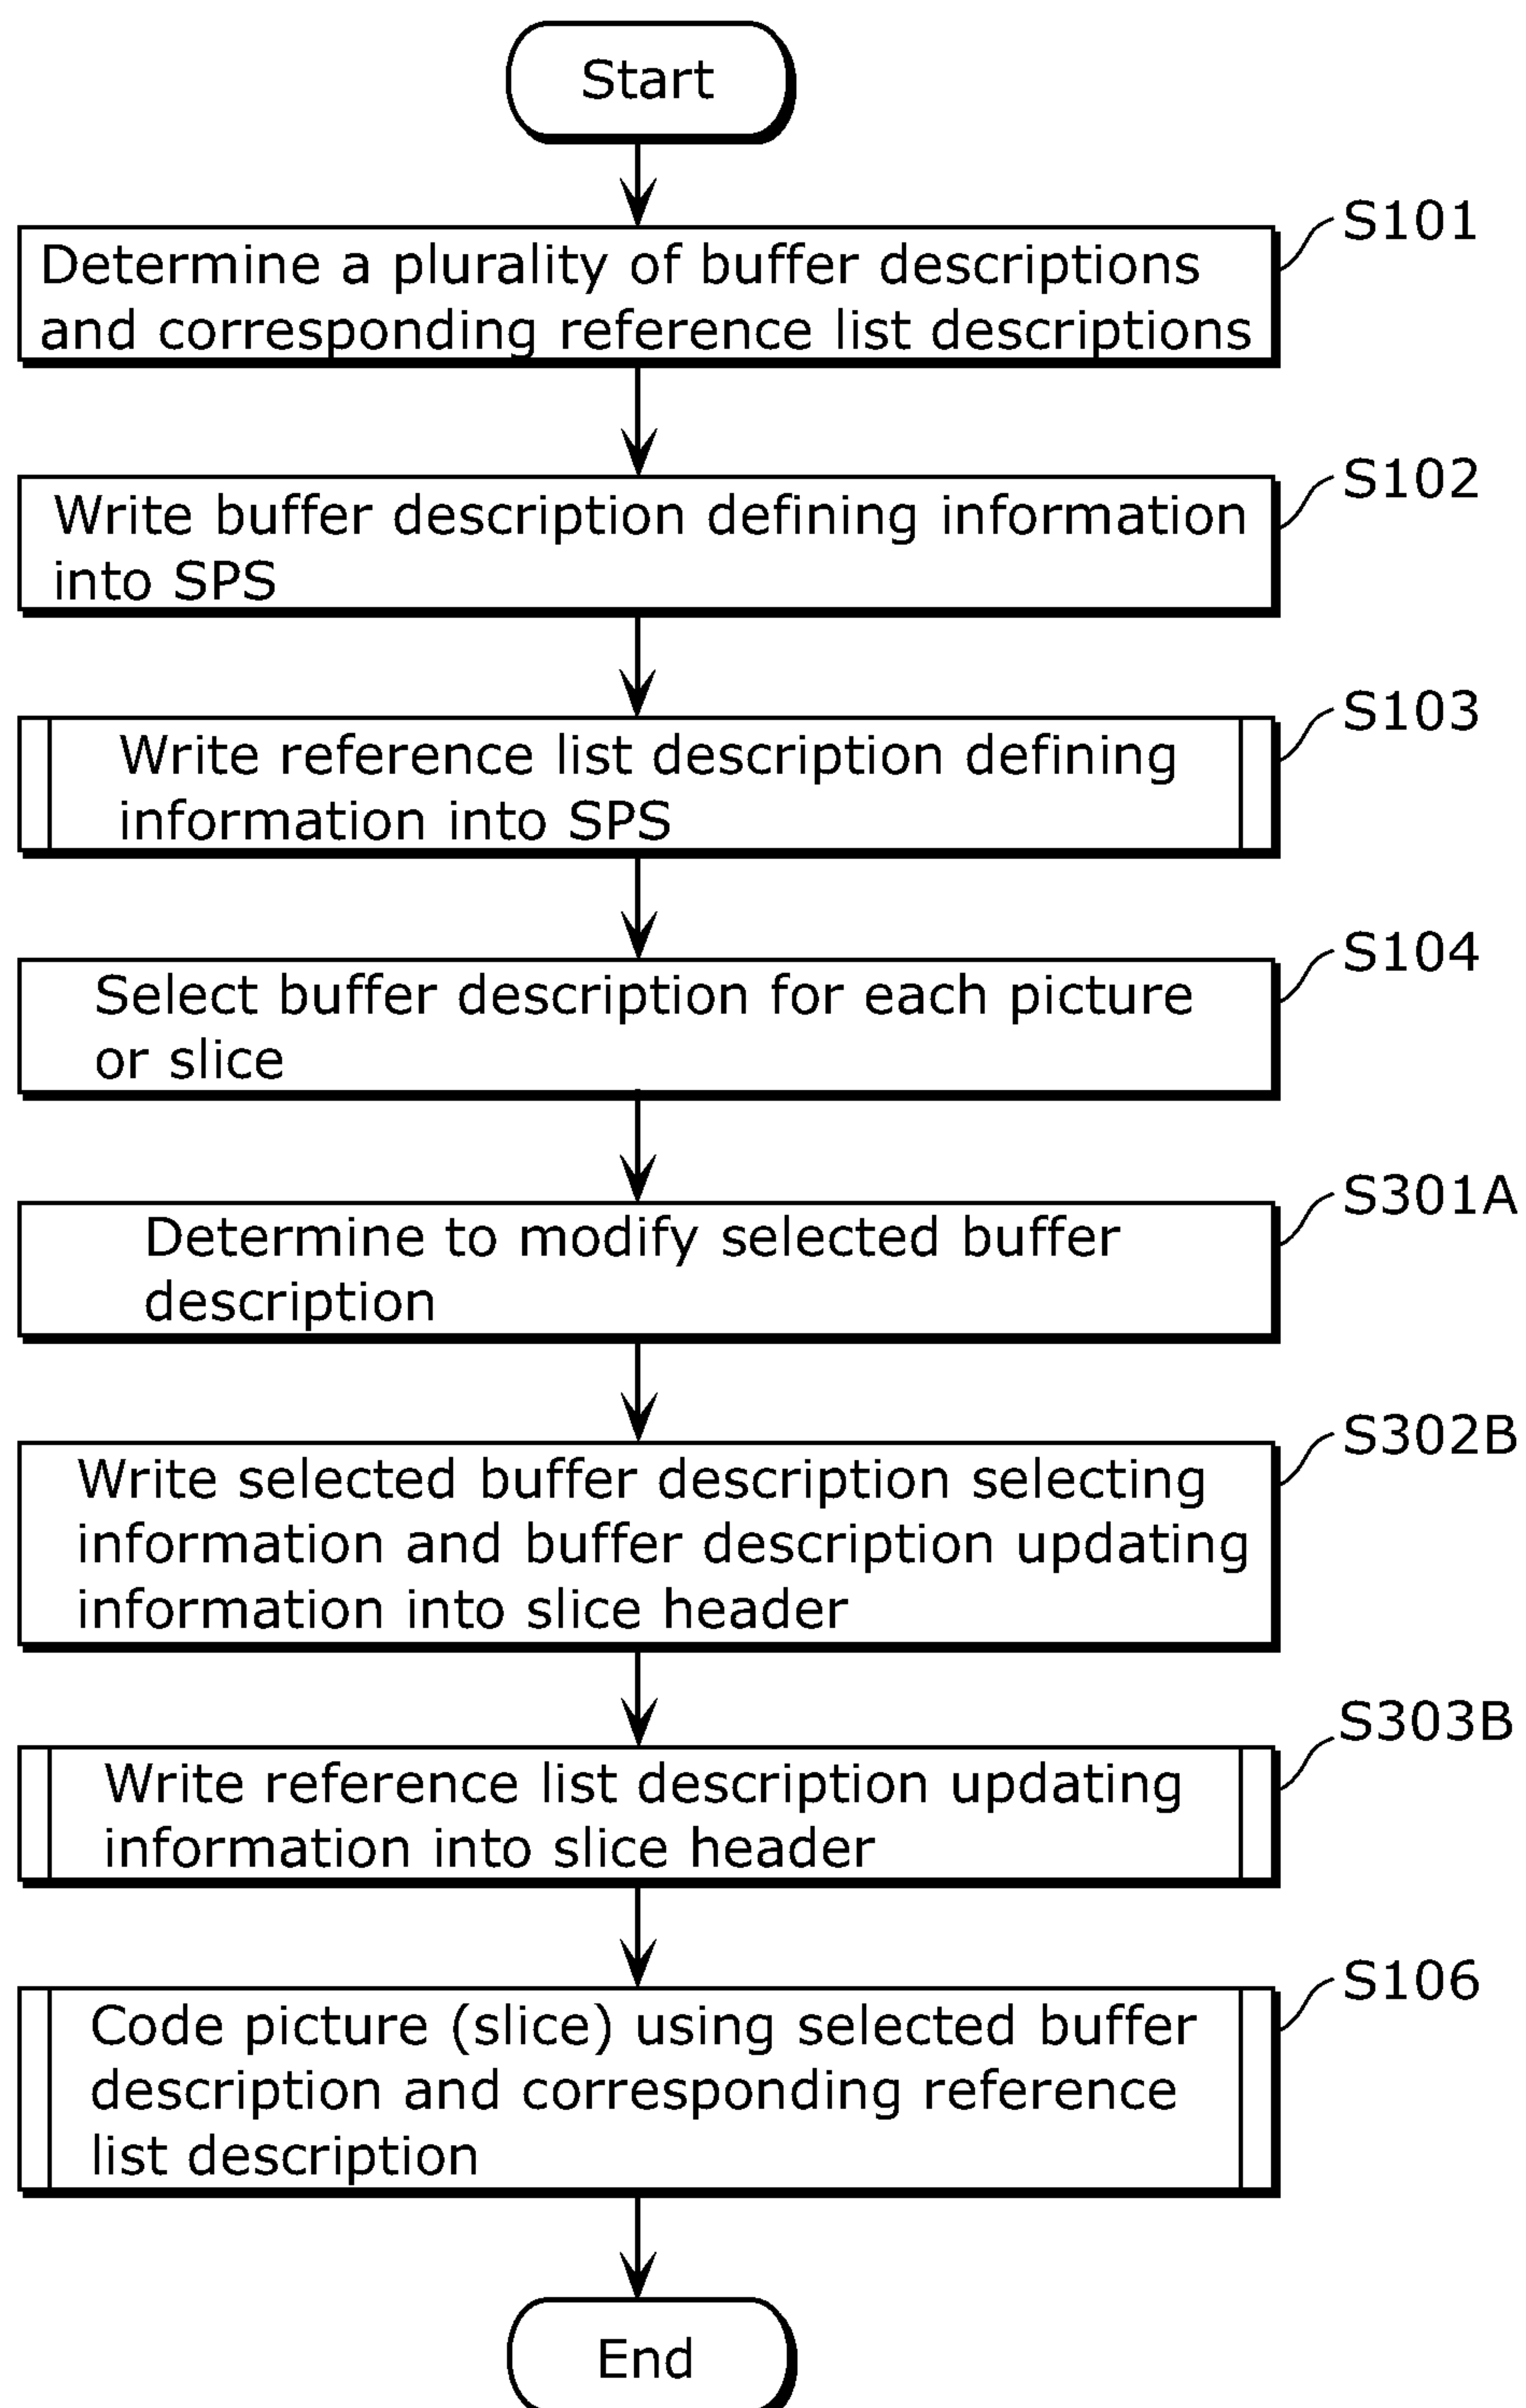 Start
S101
Determine a plurality of buffer descriptions
and corresponding reference list descriptions
S102
Write buffer description defining information
into SPS
S103
Write reference list description defining
information into SPS
S104
Select buffer description for each picture
or slice
S301A
Determine to modify selected buffer
description
S302B
Write selected buffer description selecting
information and buffer description updating
information into slice header
S303B
Write reference list description updating
information into slice header
S106
Code picture (slice) using selected buffer
description and corresponding reference
list description
End